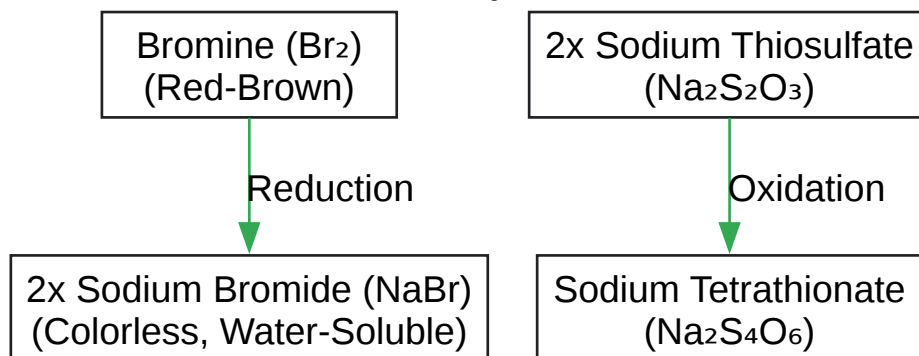 Bromine (Br₂)
(Red-Brown)
2x Sodium Thiosulfate
(Na₂S₂O₃)
Reduction
Oxidation
2x Sodium Bromide (NaBr)
(Colorless, Water-Soluble)
Sodium Tetrathionate
(Na₂S₄O₆)